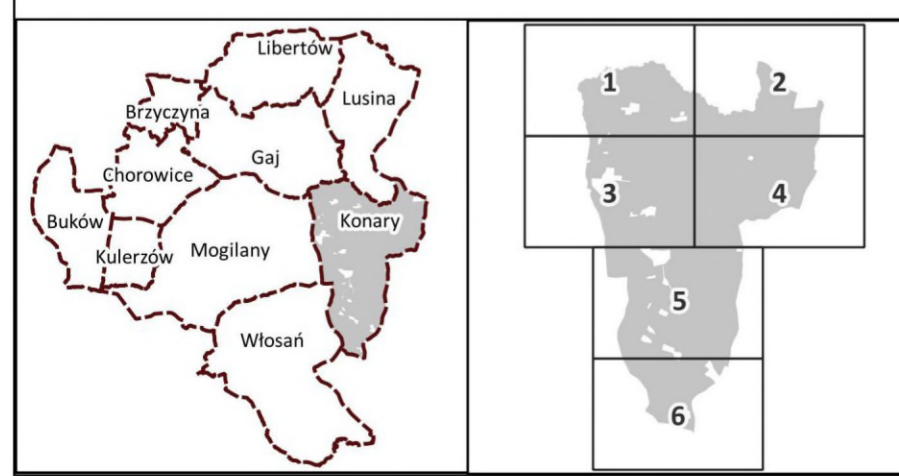 Libertów
Lusina
Brzyczyna
Gaj
Chorowice
Konary
Buków
Mogilany
Kulerzów
Włosań
1
2
3
4
5
6